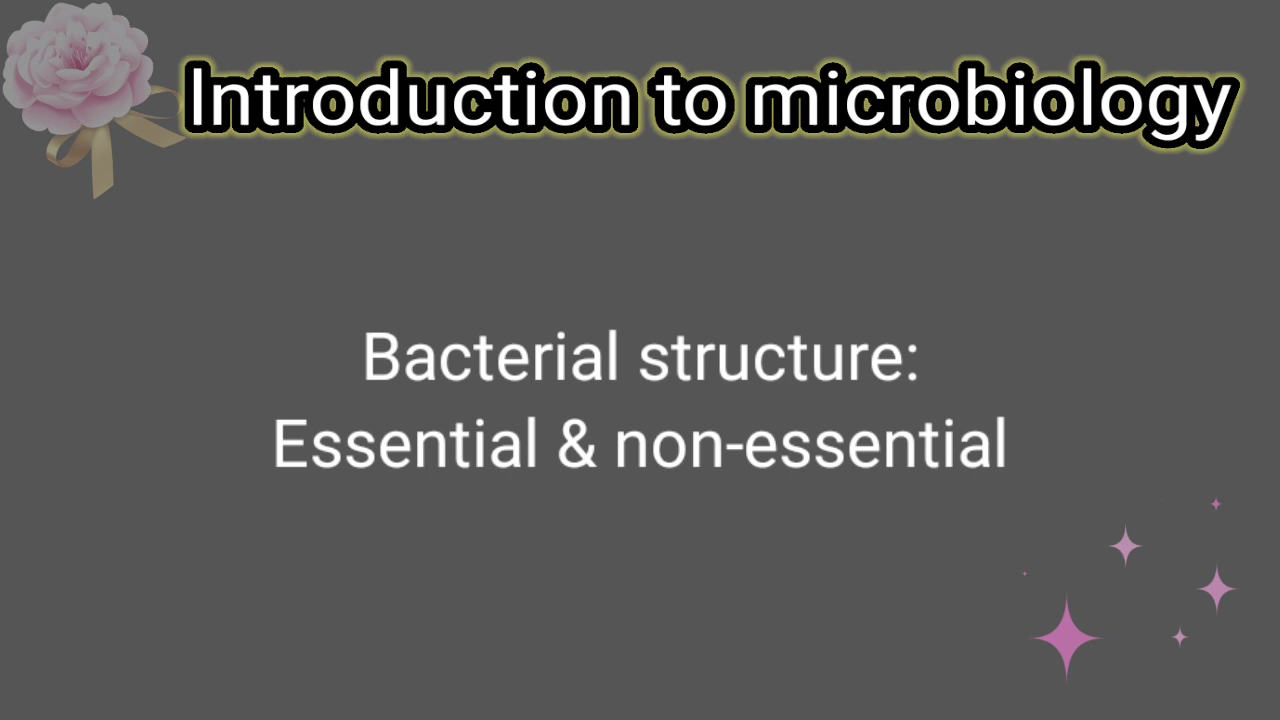 Introduction to microbiology
Bacterial structure:
Essential & non-essential